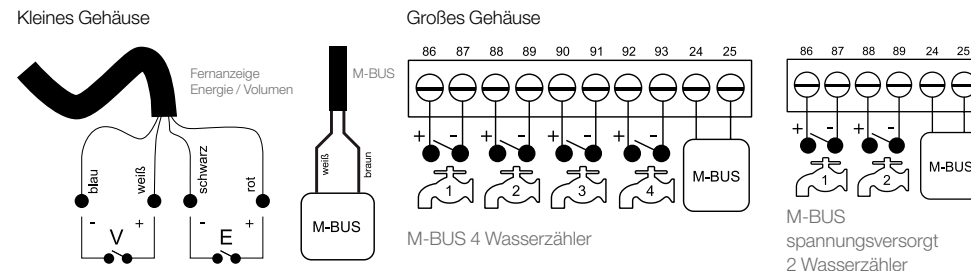 Kleines Gehäuse
Fernanzeige
Energie / Volumen
blau
weiß
schwarz
rot
- + - +
V
E
M-BUS
weiß
braun
M-BUS
Großes Gehäuse
86 87 88 89 90 91 92 93 24 25
+ - + - + - + -
1 2 3 4
M-BUS
M-BUS 4 Wasserzähler
86 87 88 89 24 25
+ - + -
1 2
M-BUS
M-BUS
spannungsversorgt
2 Wasserzähler